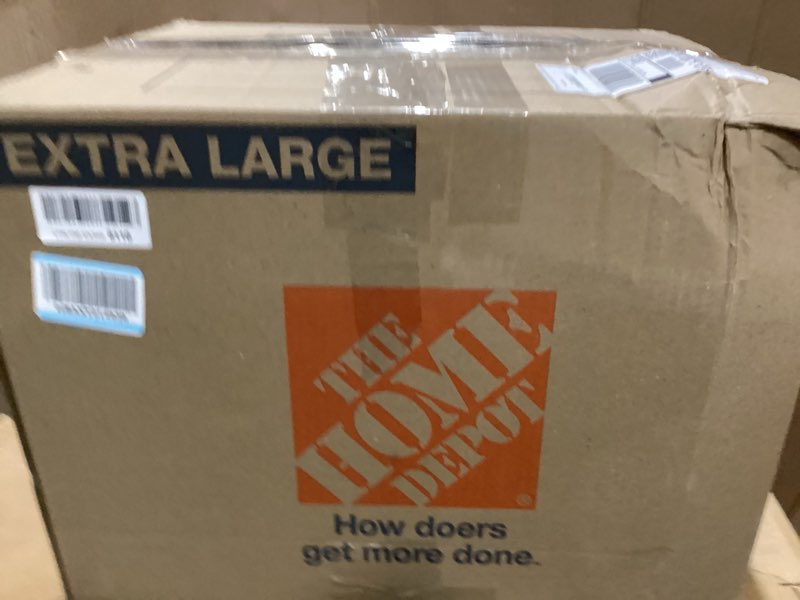 EXTRA LARGE
THE
HOME
DEPOT
How doers
get more done.